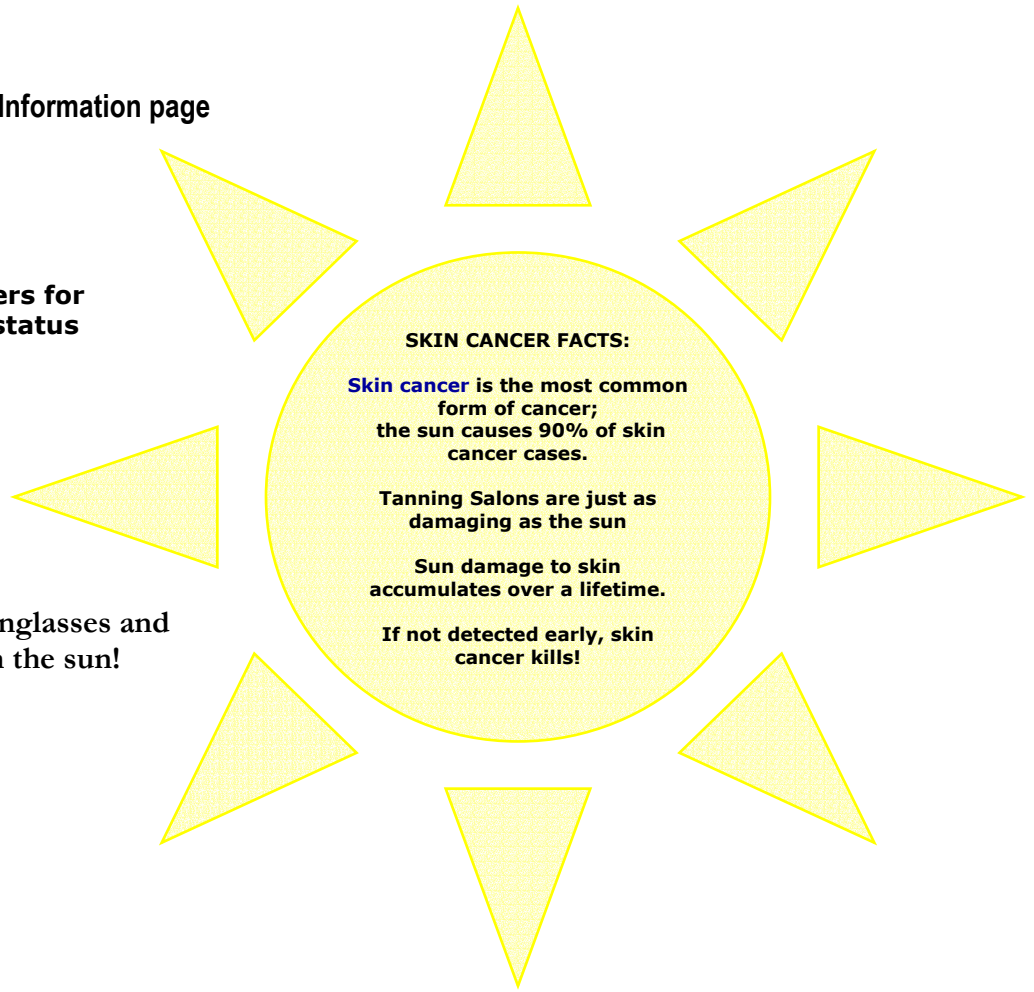 Information page
ers for
status
SKIN CANCER FACTS:
Skin cancer is the most common
form of cancer;
the sun causes 90% of skin
cancer cases.
Tanning Salons are just as
damaging as the sun
Sun damage to skin
accumulates over a lifetime.
If not detected early, skin
cancer kills!
nglasses and
the sun!